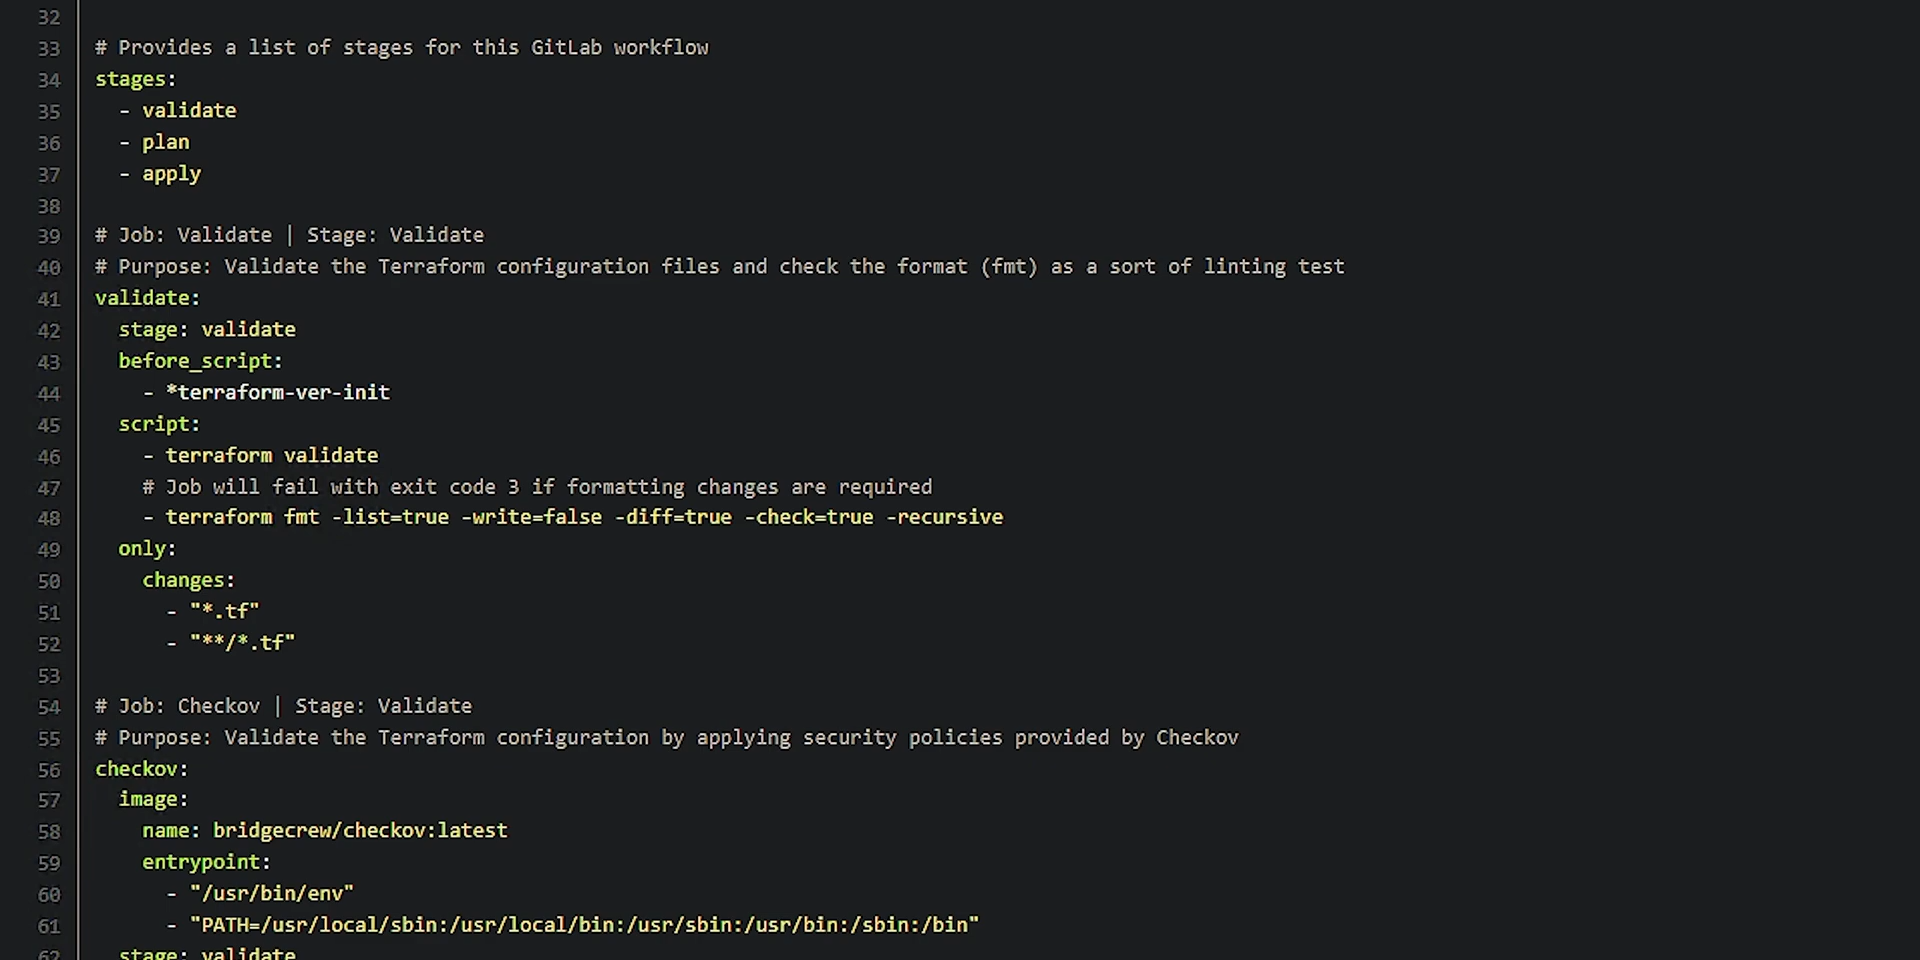 32
33 # Provides a list of stages for this GitLab workflow
34 stages:
35   - validate
36   - plan
37   - apply
38
39 # Job: Validate | Stage: Validate
40 # Purpose: Validate the Terraform configuration files and check the format (fmt) as a sort of linting test
41 validate:
42   stage: validate
43   before_script:
44     - *terraform-ver-init
45   script:
46     - terraform validate
47     # Job will fail with exit code 3 if formatting changes are required
48     - terraform fmt -list=true -write=false -diff=true -check=true -recursive
49   only:
50     changes:
51       - "*.tf"
52       - "**/*.tf"
53
54 # Job: Checkov | Stage: Validate
55 # Purpose: Validate the Terraform configuration by applying security policies provided by Checkov
56 checkov:
57   image:
58     name: bridgecrew/checkov:latest
59     entrypoint:
60       - "/usr/bin/env"
61       - "PATH=/usr/local/sbin:/usr/local/bin:/usr/sbin:/usr/bin:/sbin:/bin"
62   stage: validate